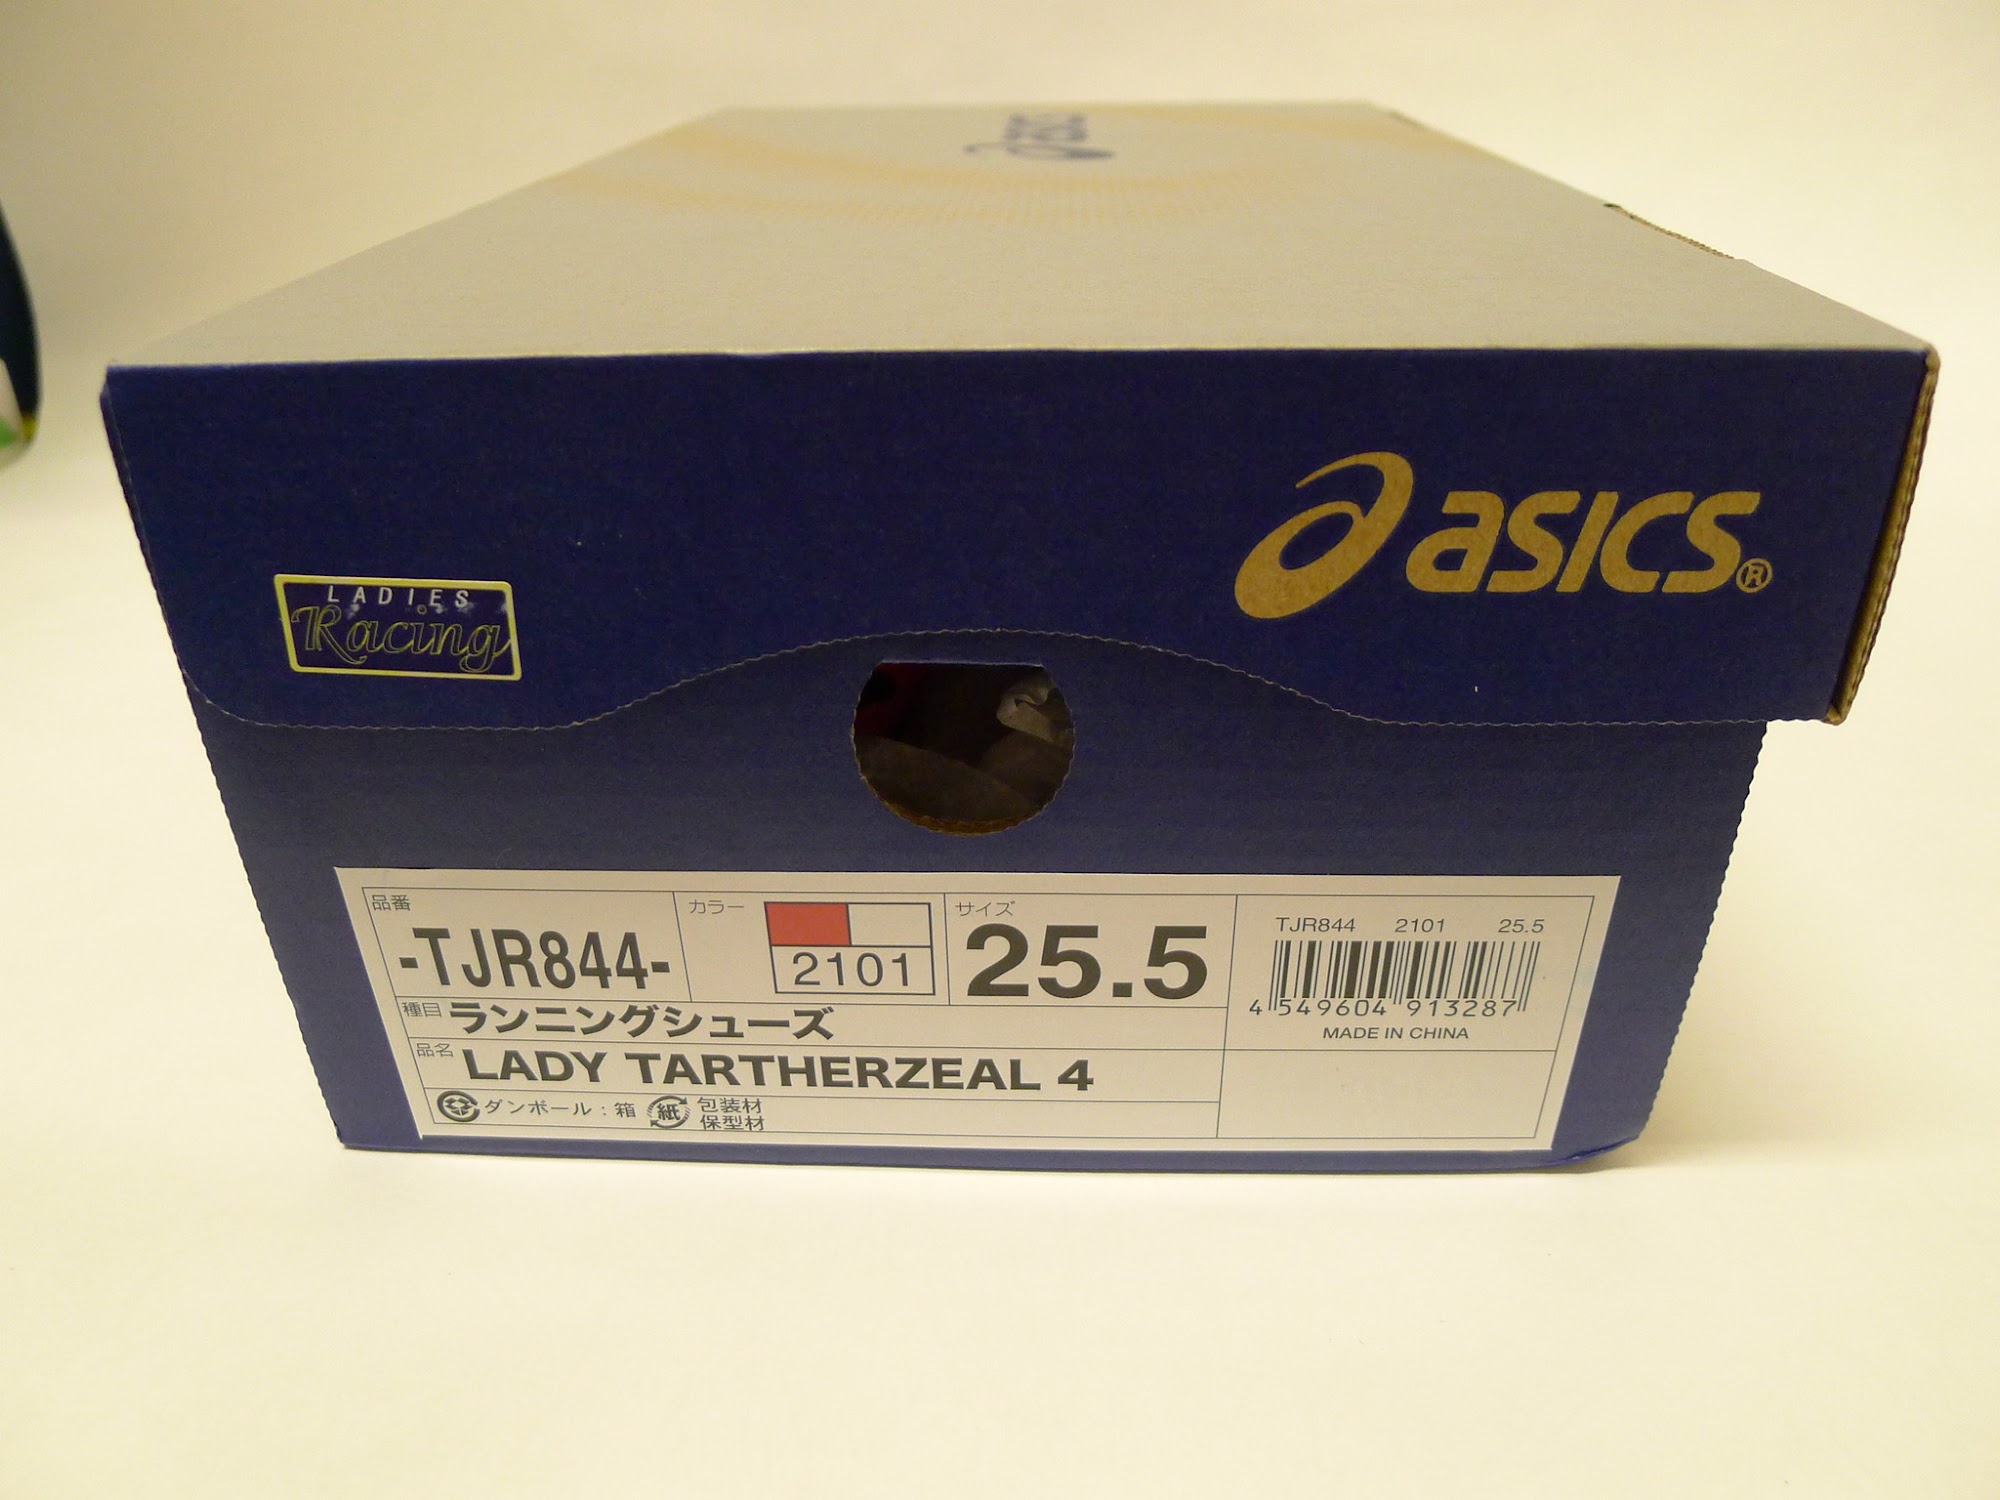 asics
asics®
LADIES
Racing
品番
-TJR844-
カラー
2101
サイズ
25.5
TJR844 2101 25.5
4 549604 913287
MADE IN CHINA
種目 ランニングシューズ
品名 LADY TARTHERZEAL 4
ダンボール：箱 紙 包装材
保型材